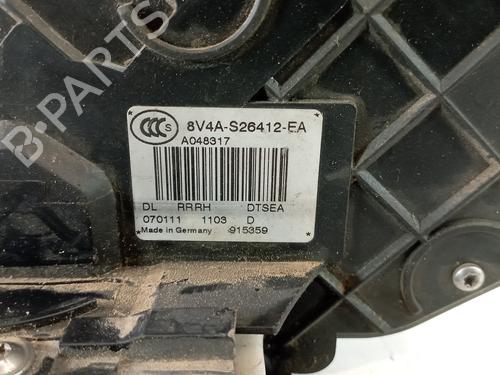 CCC S 8V4A-S26412-EA
A048317
DL RRRH DTSEA
070111 1103 D
Made in Germany 915359
B-PARTS